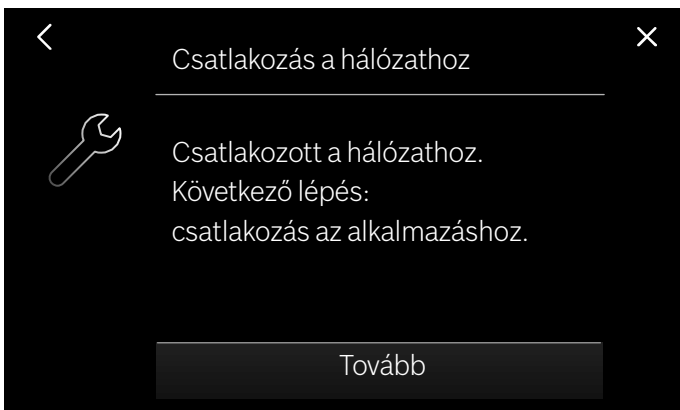 Csatlakozás a hálózathoz
Csatlakozott a hálózathoz.
Következő lépés:
csatlakozás az alkalmazáshoz.
Tovább